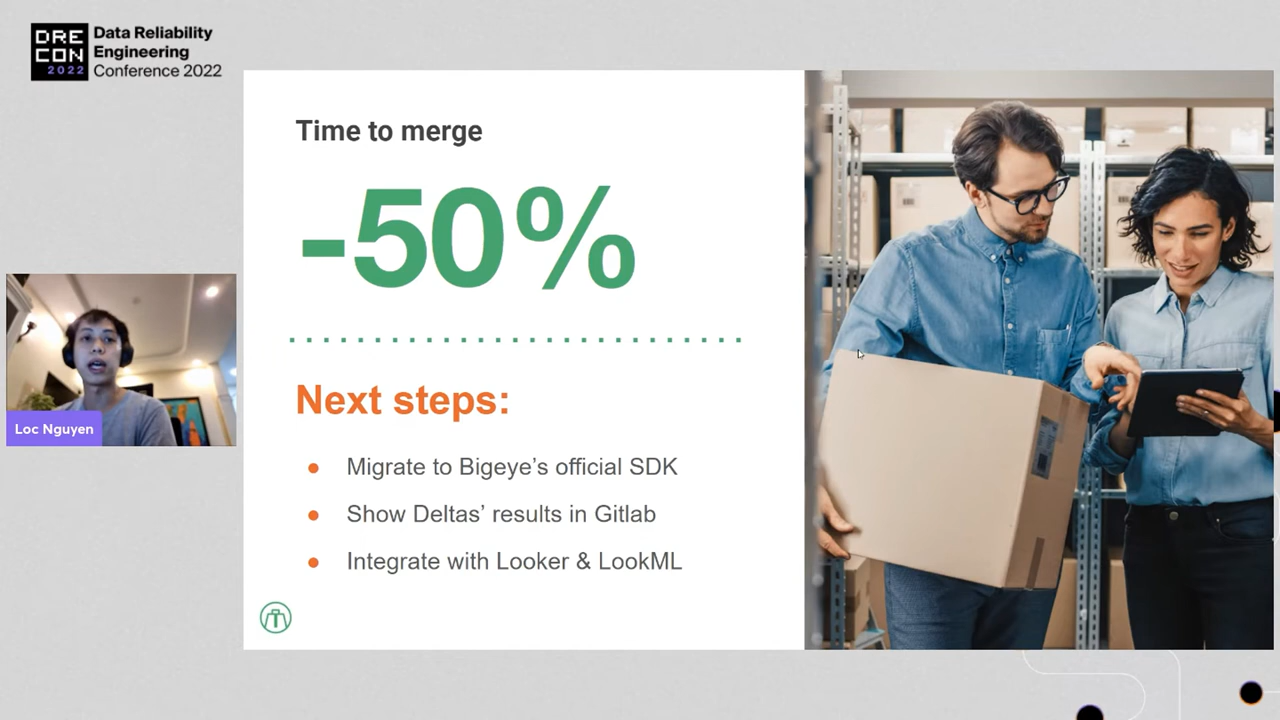 DRE
CON
2022
Data Reliability
Engineering
Conference 2022
Time to merge
-50%
Next steps:
Migrate to Bigeye’s official SDK
Show Deltas’ results in Gitlab
Integrate with Looker & LookML
Loc Nguyen